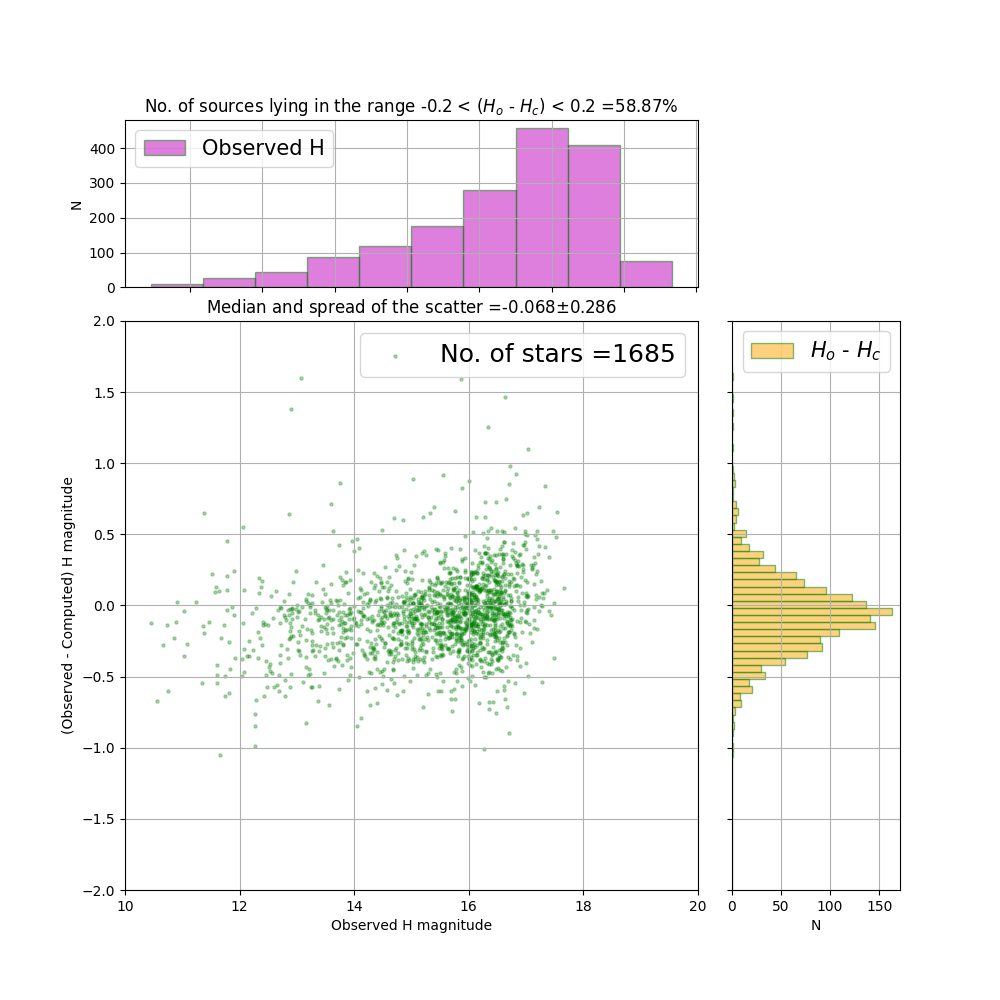 No. of sources lying in the range -0.2 < (H_o - H_c) < 0.2 =58.87%
Observed H
400
300
200
100
0
N
Median and spread of the scatter =-0.068±0.286
No. of stars =1685
2.0
1.5
1.0
0.5
0.0
−0.5
−1.0
−1.5
−2.0
(Observed - Computed) H magnitude
10 12 14 16 18 20
Observed H magnitude
H_o - H_c
0 50 100 150
N